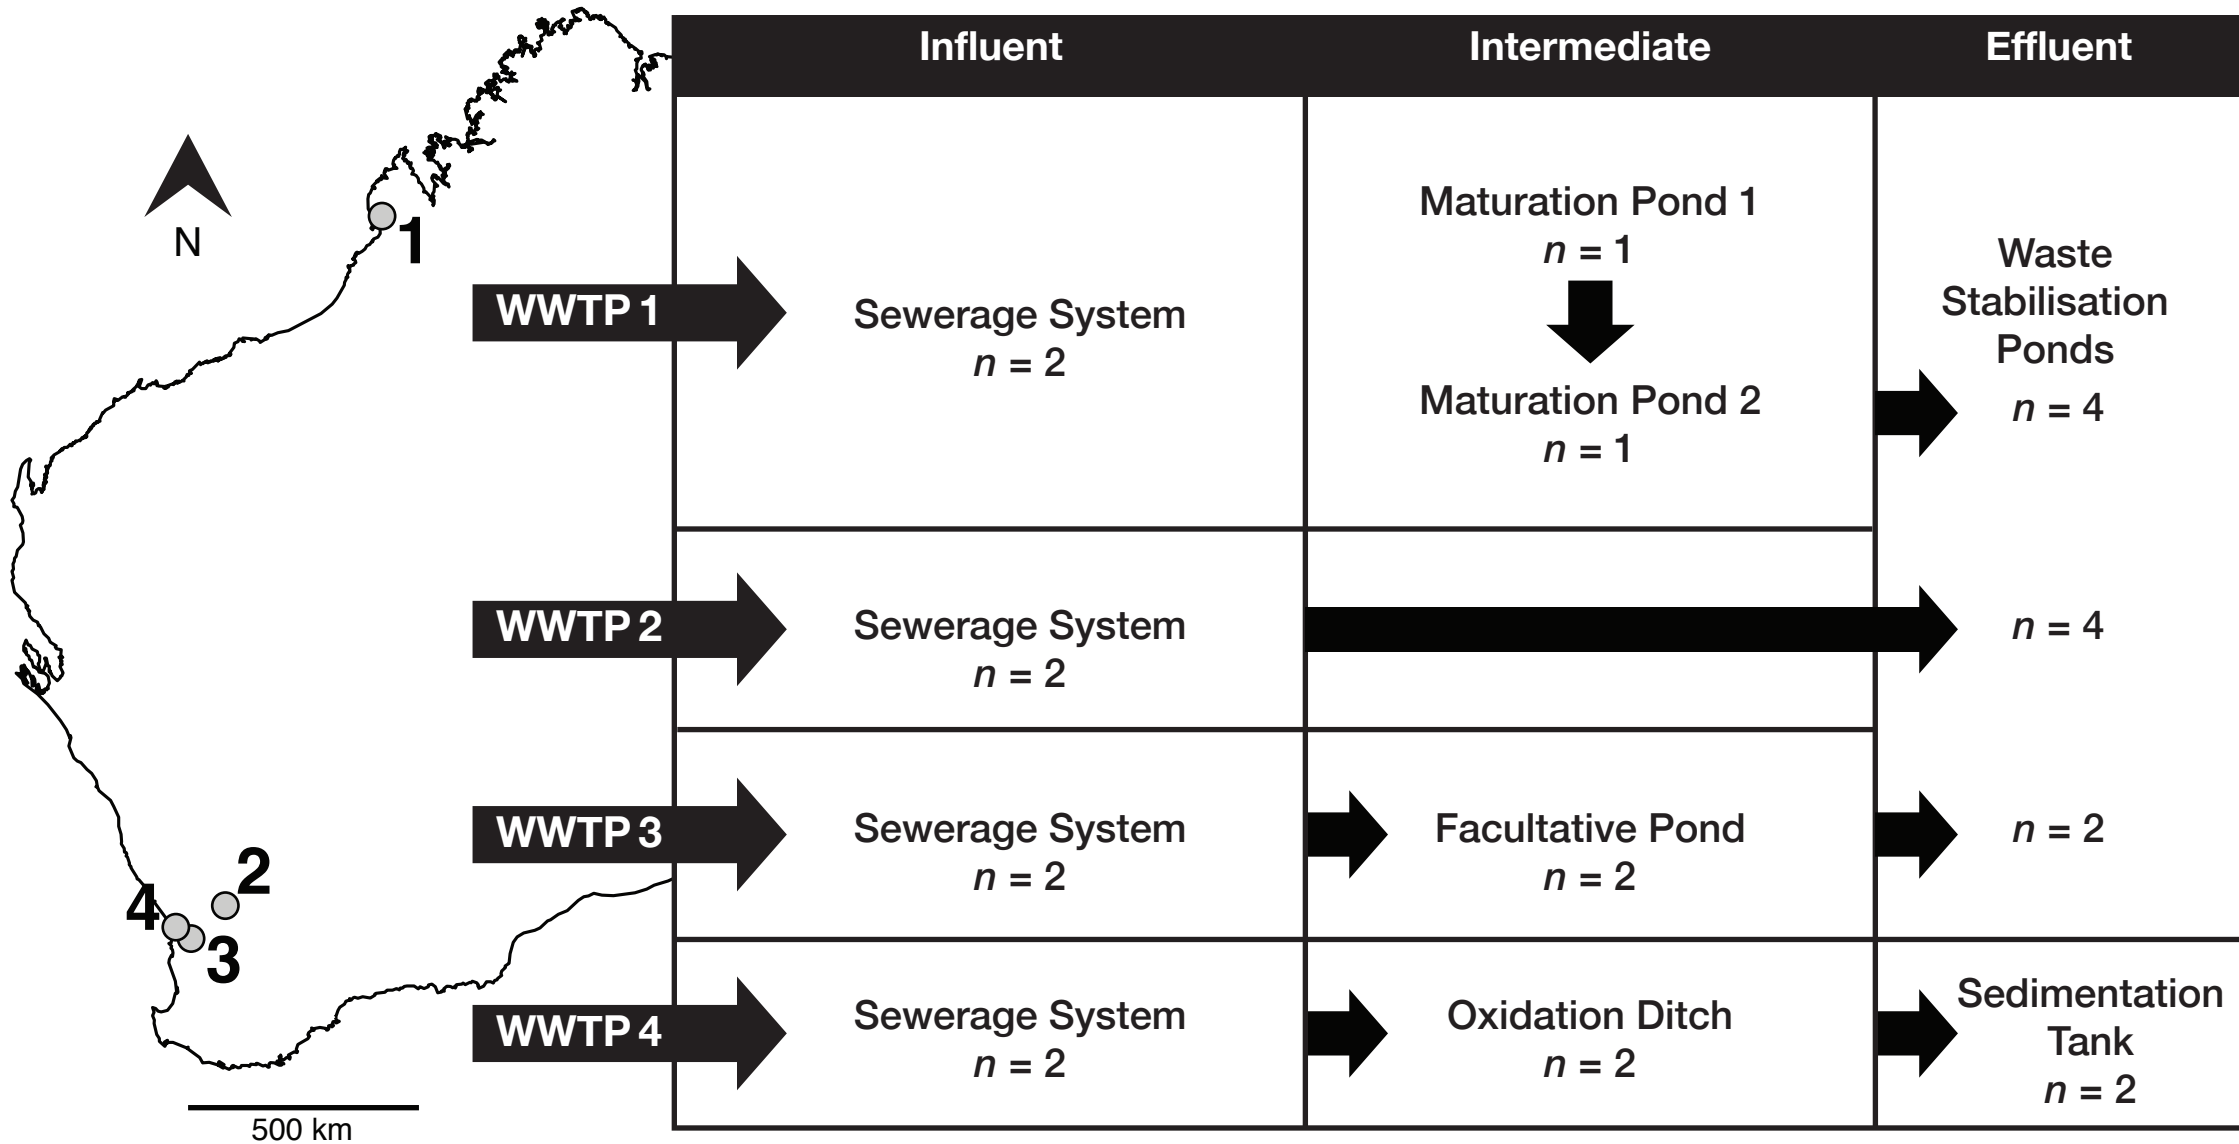 Influent Intermediate Effluent
N
1
WWTP 1
Sewerage System
n = 2
Maturation Pond 1
n = 1
Maturation Pond 2
n = 1
Waste
Stabilisation
Ponds
n = 4
WWTP 2
Sewerage System
n = 2
n = 4
WWTP 3
Sewerage System
n = 2
Facultative Pond
n = 2
n = 2
2
4
3
WWTP 4
Sewerage System
n = 2
Oxidation Ditch
n = 2
Sedimentation
Tank
n = 2
500 km